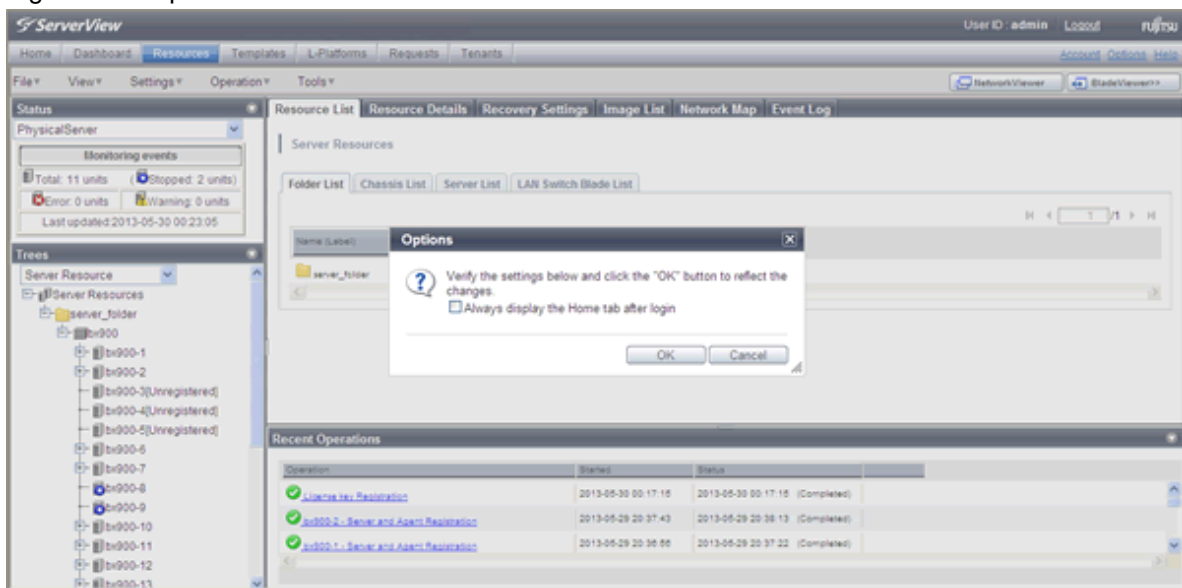 ServerView
User ID : admin Logout FUJITSU
Home Dashboard Resources Templates L-Platforms Requests Tenants
Account Options Help
File View Settings Operation Tools
NetworkViewer BladeViewer>>
Status
PhysicalServer
Monitoring events
Total: 11 units (Stopped: 2 units)
Error: 0 units Warning: 0 units
Last updated:2013-05-30 00:23:05
Trees
Server Resource
Server Resources
server_folder
bx900
bx900-1
bx900-2
bx900-3[Unregistered]
bx900-4[Unregistered]
bx900-5[Unregistered]
bx900-6
bx900-7
bx900-8
bx900-9
bx900-10
bx900-11
bx900-12
bx900-13
Resource List Resource Details Recovery Settings Image List Network Map Event Log
Server Resources
Folder List Chassis List Server List LAN Switch Blade List
1 /1
Name (Label)
server_folder
Options
Verify the settings below and click the "OK" button to reflect the
changes.
Always display the Home tab after login
OK Cancel
Recent Operations
Operation Started Status
License key Registration 2013-05-30 00:17:15 2013-05-30 00:17:15 (Completed)
bx900-2 - Server and Agent Registration 2013-05-29 20:37:43 2013-05-29 20:38:13 (Completed)
bx900-1 - Server and Agent Registration 2013-05-29 20:36:56 2013-05-29 20:37:22 (Completed)